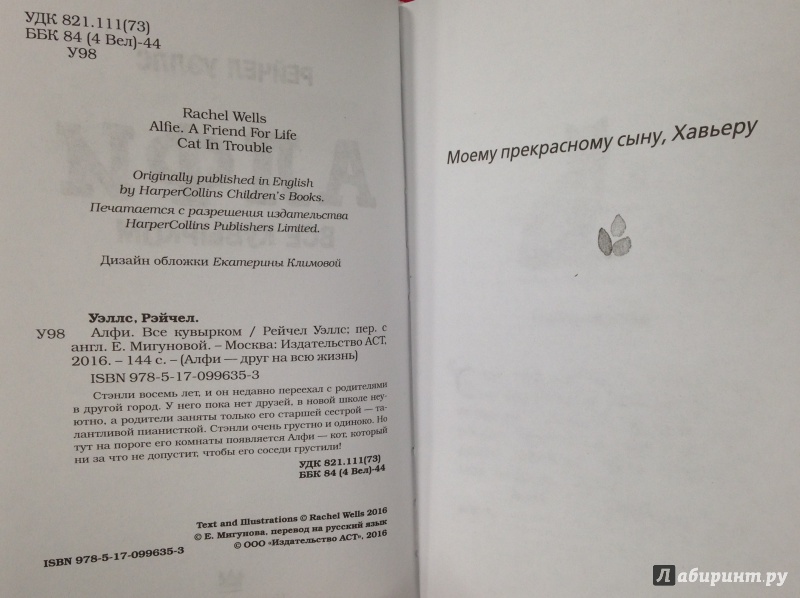 УДК 821.111(73)
ББК 84 (4 Вел)-44
У98
Rachel Wells
Alfie. A Friend For Life
Cat In Trouble
Originally published in English
by HarperCollins Children's Books.
Печатается с разрешения издательства
HarperCollins Publishers Limited.
Дизайн обложки Екатерины Климовой
Уэллс, Рэйчел.
У98 Алфи. Все кувырком / Рейчел Уэллс; пер. с
англ. Е. Мигуновой. – Москва: Издательство АСТ,
2016. – 144 с. – (Алфи — друг на всю жизнь)
ISBN 978-5-17-099635-3
Стэнли восемь лет, и он недавно переехал с родителями
в другой город. У него пока нет друзей, в новой школе неу-
ютно, а родители заняты только его старшей сестрой — та-
лантливой пианисткой. Стэнли очень грустно и одиноко. Но
тут на пороге его комнаты появляется Алфи — кот, который
ни за что не допустит, чтобы его соседи грустили!
УДК 821.111(73)
ББК 84 (4 Вел)-44
Text and Illustrations © Rachel Wells 2016
© Е. Мигунова, перевод на русский язык
© ООО «Издательство АСТ», 2016
ISBN 978-5-17-099635-3
Моему прекрасному сыну, Хавьеру
Лабиринт.ру